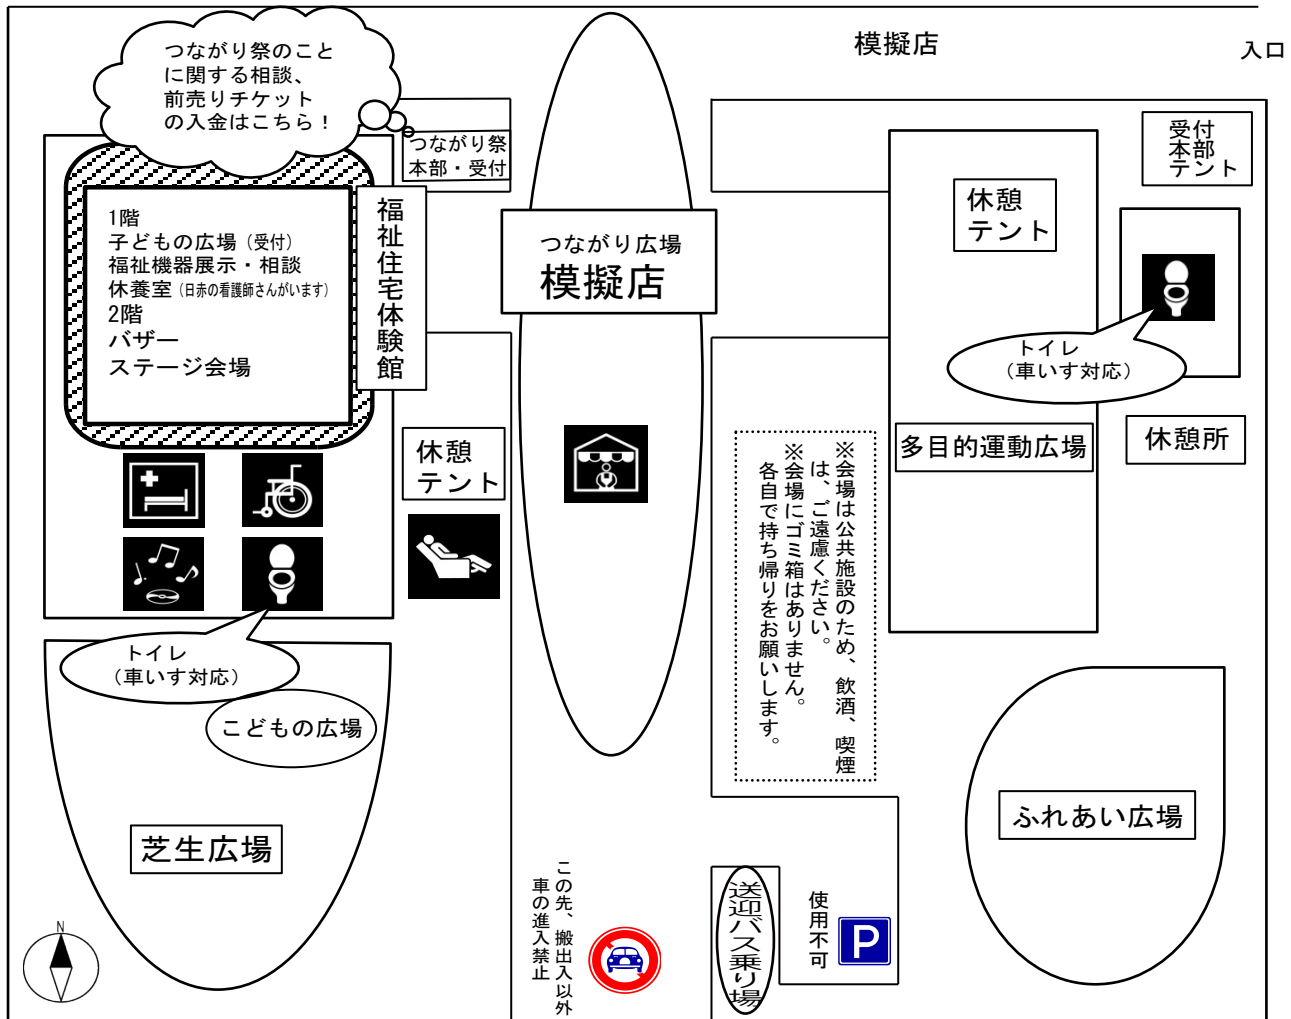 つながり祭のこと
に関する相談、
前売りチケット
の入金はこちら！
模擬店
入口
つながり祭
本部・受付
受付
本部
テント
1階
子どもの広場（受付）
福祉機器展示・相談
休養室（日赤の看護師さんがいます）
2階
バザー
ステージ会場
福祉住宅体験館
つながり広場
模擬店
休憩
テント
トイレ
（車いす対応）
多目的運動広場
休憩所
休憩
テント
※会場は公共施設のため、飲酒、喫煙
は、ご遠慮ください。
※会場にゴミ箱はありません。
各自で持ち帰りをお願いします。
トイレ
（車いす対応）
こどもの広場
芝生広場
ふれあい広場
この先、搬出入以外
車の進入禁止
送迎バス乗り場
使用不可
P
N